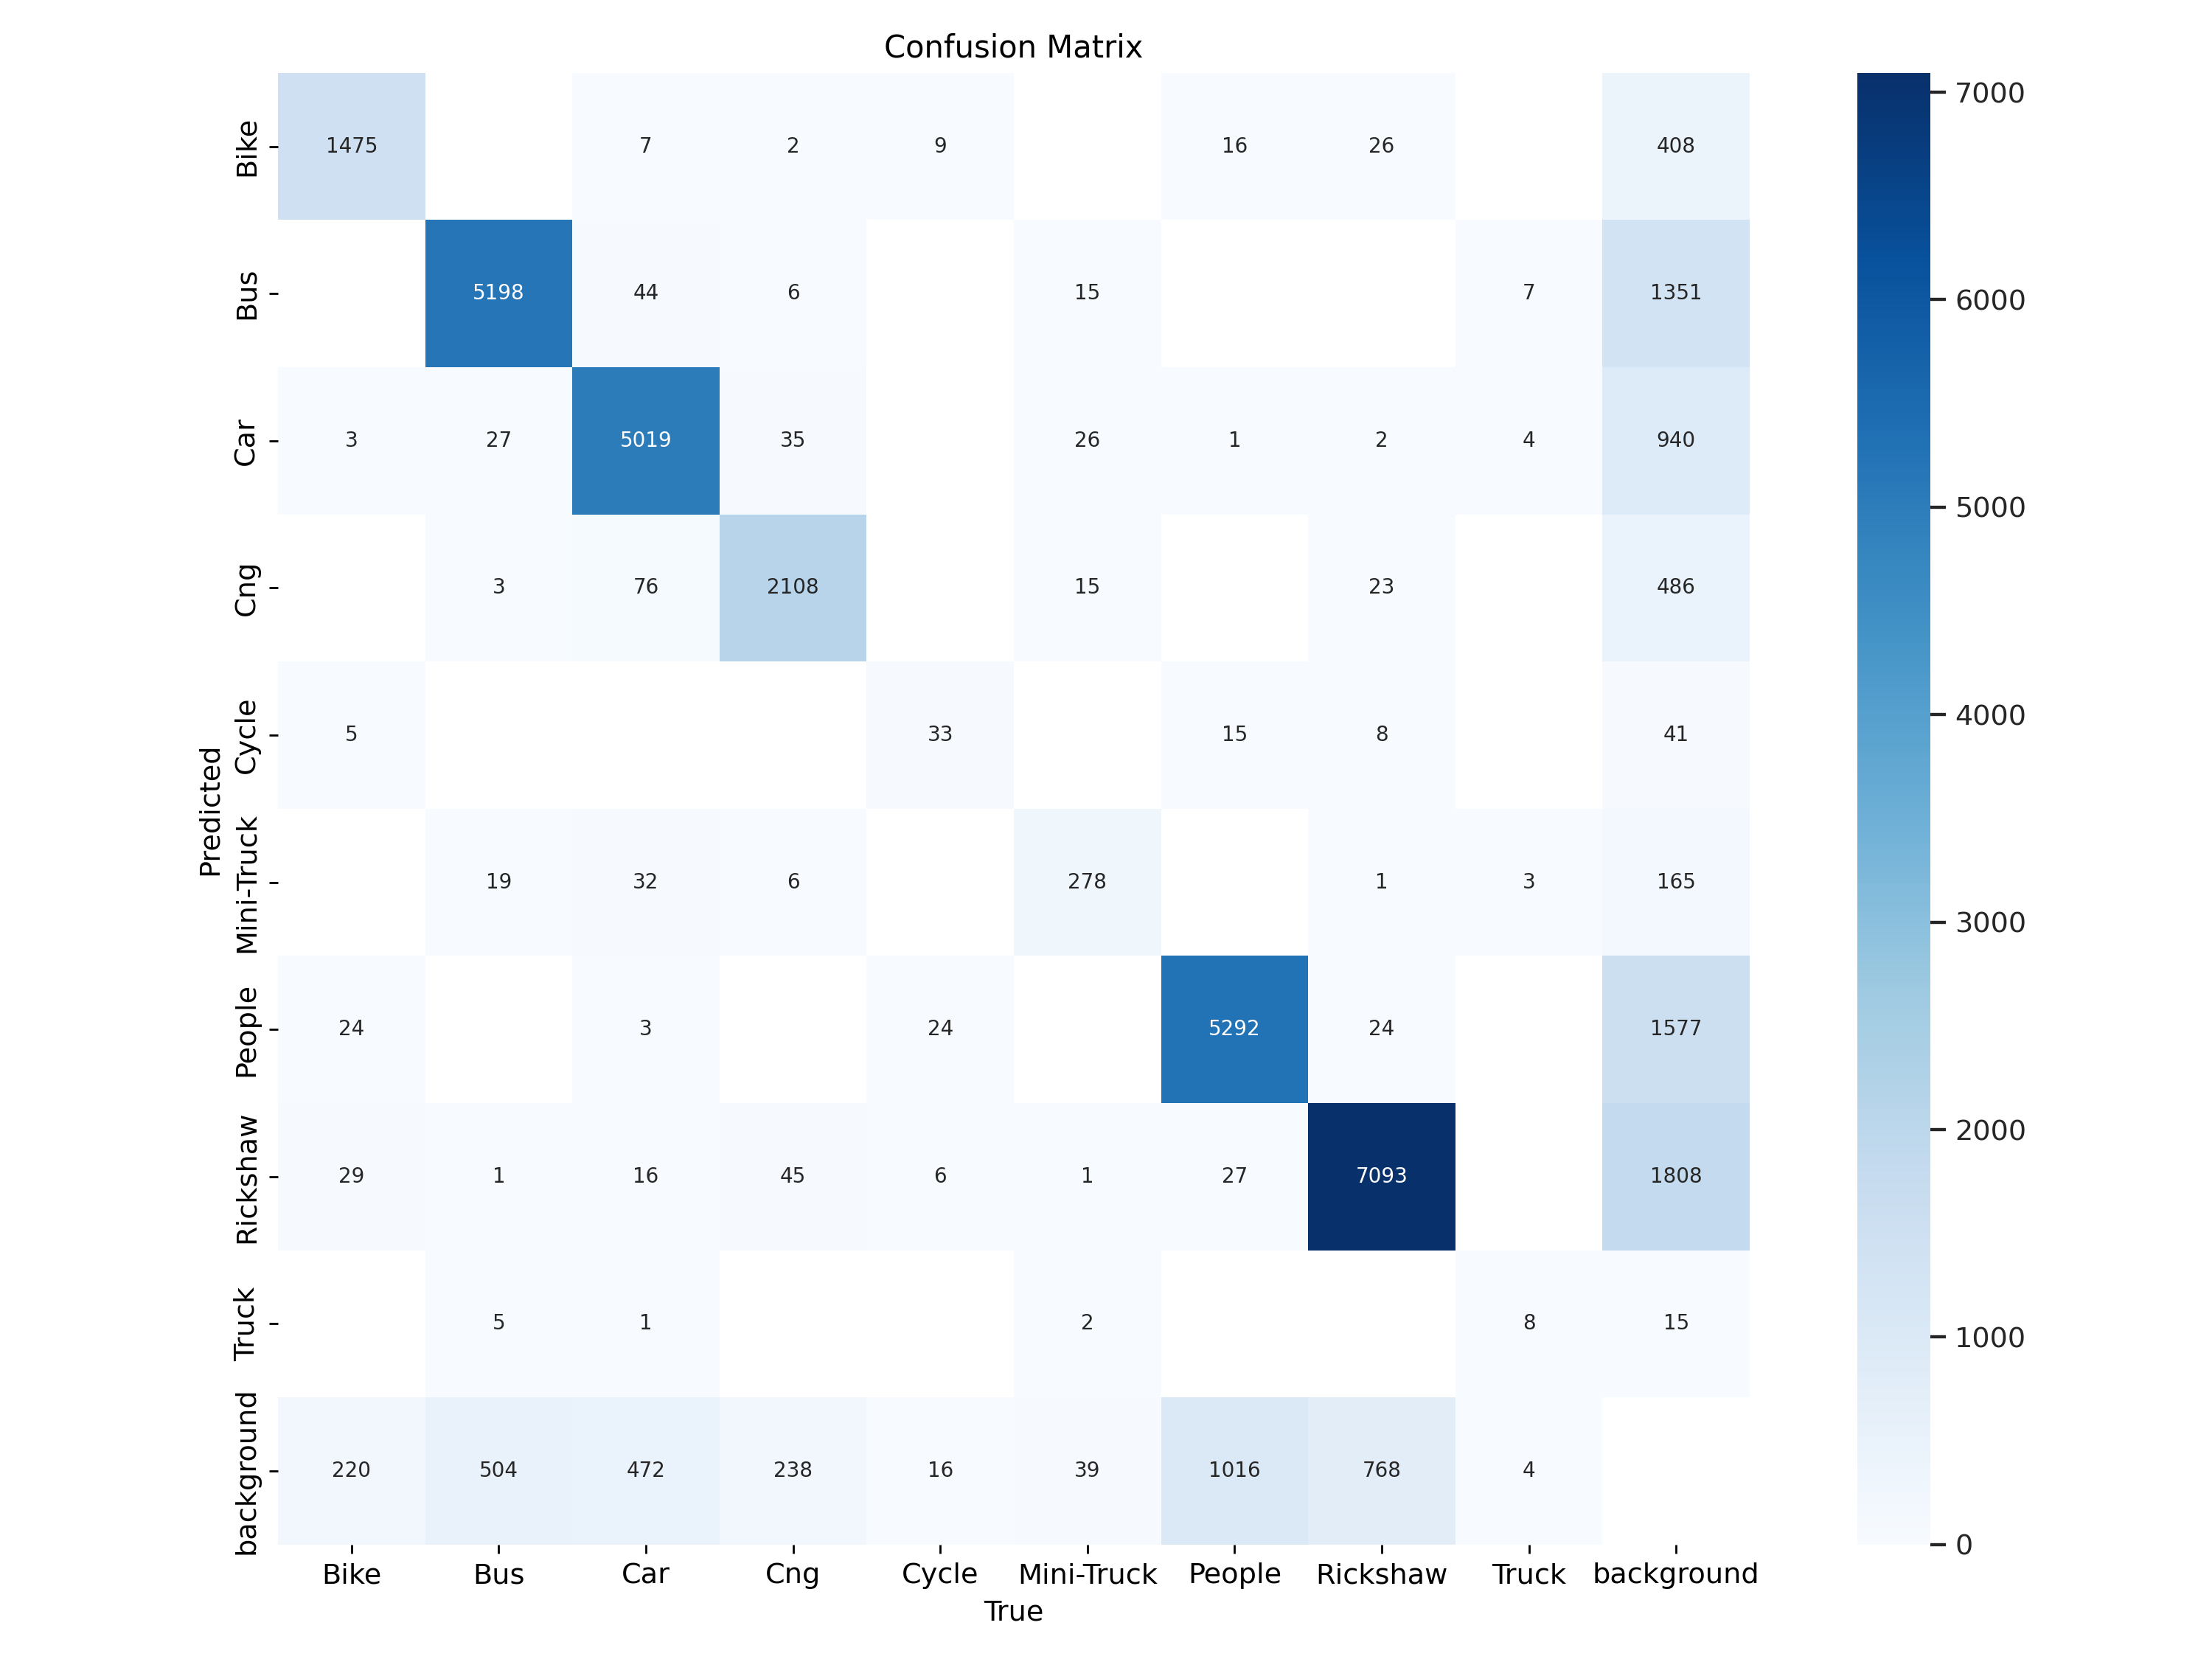 Confusion Matrix
Bike 1475 7 2 9 16 26 408
Bus 5198 44 6 15 7 1351
Car 3 27 5019 35 26 1 2 4 940
Cng 3 76 2108 15 23 486
Cycle 5 33 15 8 41
Mini-Truck 19 32 6 278 1 3 165
People 24 3 24 5292 24 1577
Rickshaw 29 1 16 45 6 1 27 7093 1808
Truck 5 1 2 8 15
background 220 504 472 238 16 39 1016 768 4
Bike Bus Car Cng Cycle Mini-Truck People Rickshaw Truck background
True
Predicted
7000
6000
5000
4000
3000
2000
1000
0